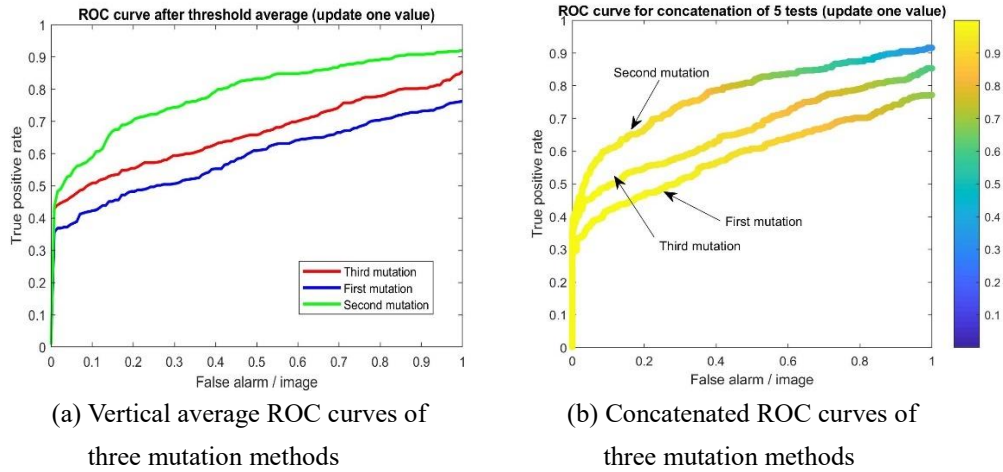 ROC curve after threshold average (update one value)
1
0.9
0.8
0.7
0.6
0.5
0.4
0.3
0.2
0.1
0
True positive rate
Third mutation
First mutation
Second mutation
0 0.1 0.2 0.3 0.4 0.5 0.6 0.7 0.8 0.9 1
False alarm / image
(a) Vertical average ROC curves of
three mutation methods
ROC curve for concatenation of 5 tests (update one value)
1
0.9
0.8
0.7
0.6
0.5
0.4
0.3
0.2
0.1
0
True positive rate
Second mutation
First mutation
Third mutation
0 0.2 0.4 0.6 0.8 1
False alarm / image
0.9
0.8
0.7
0.6
0.5
0.4
0.3
0.2
0.1
(b) Concatenated ROC curves of
three mutation methods